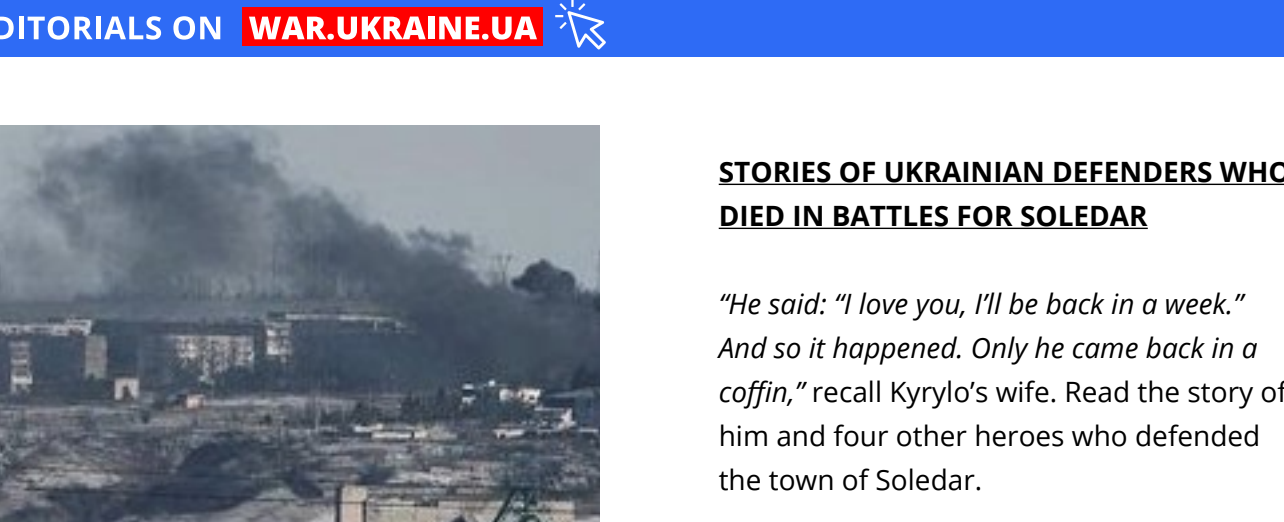 DITORIALS ON WAR.UKRAINE.UA
STORIES OF UKRAINIAN DEFENDERS WHO
DIED IN BATTLES FOR SOLEDAR
“He said: “I love you, I’ll be back in a week.”
And so it happened. Only he came back in a
coffin,” recall Kyrylo’s wife. Read the story of
him and four other heroes who defended
the town of Soledar.